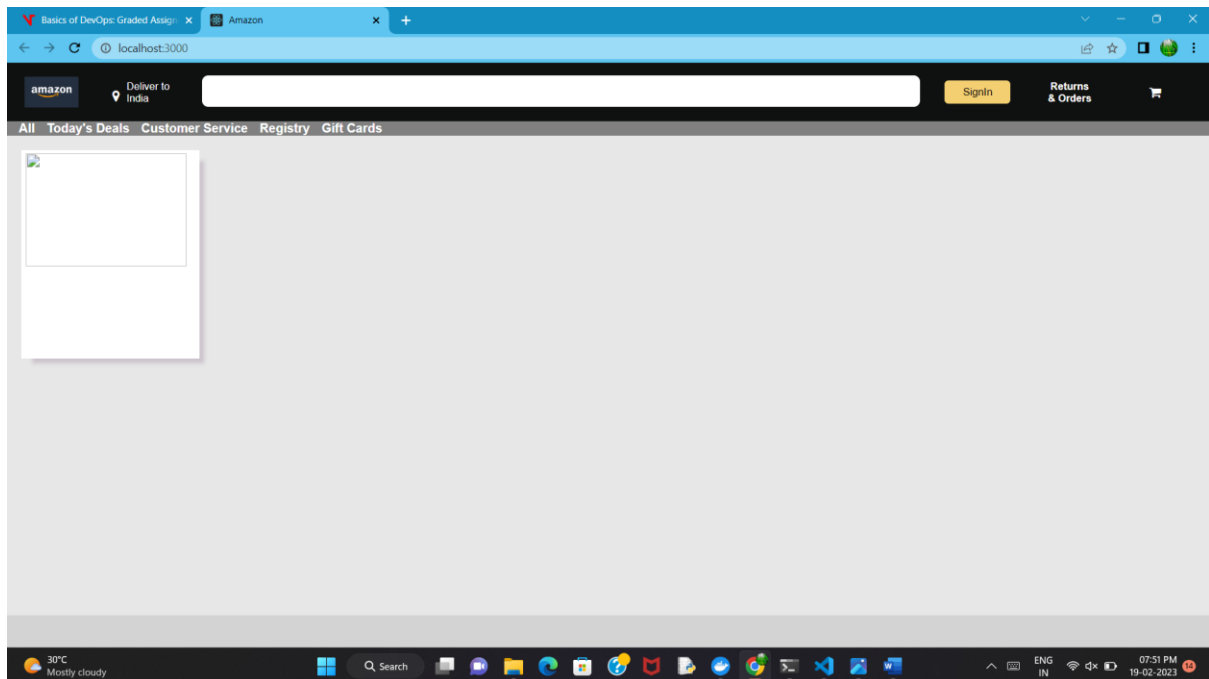 Basics of DevOps: Graded Assign
Amazon
localhost:3000
amazon
Deliver to
India
SignIn
Returns
& Orders
All Today's Deals Customer Service Registry Gift Cards
30°C
Mostly cloudy
Search
ENG
IN
07:51 PM
19-02-2023
14